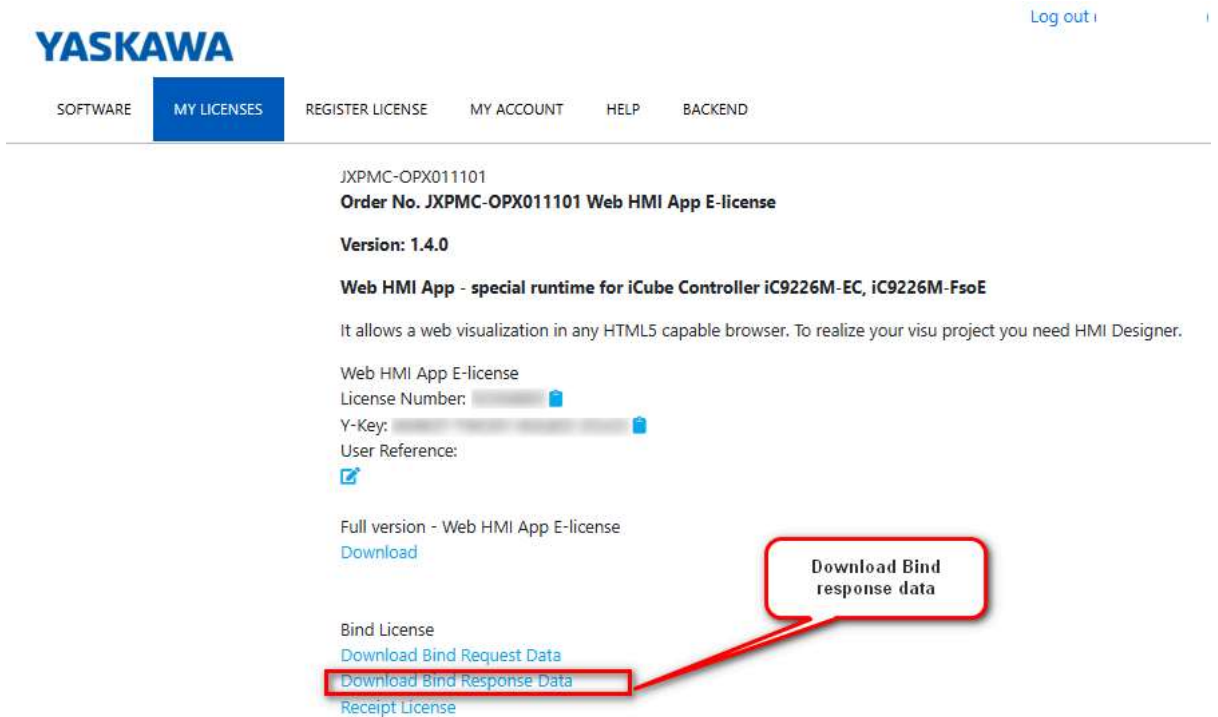 Log out
YASKAWA
SOFTWARE MY LICENSES REGISTER LICENSE MY ACCOUNT HELP BACKEND
JXPMC-OPX011101
Order No. JXPMC-OPX011101 Web HMI App E-license
Version: 1.4.0
Web HMI App - special runtime for iCube Controller iC9226M-EC, iC9226M-FsoE
It allows a web visualization in any HTML5 capable browser. To realize your visu project you need HMI Designer.
Web HMI App E-license
License Number:
Y-Key:
User Reference:
Full version - Web HMI App E-license
Download
Download Bind
response data
Bind License
Download Bind Request Data
Download Bind Response Data
Receipt License